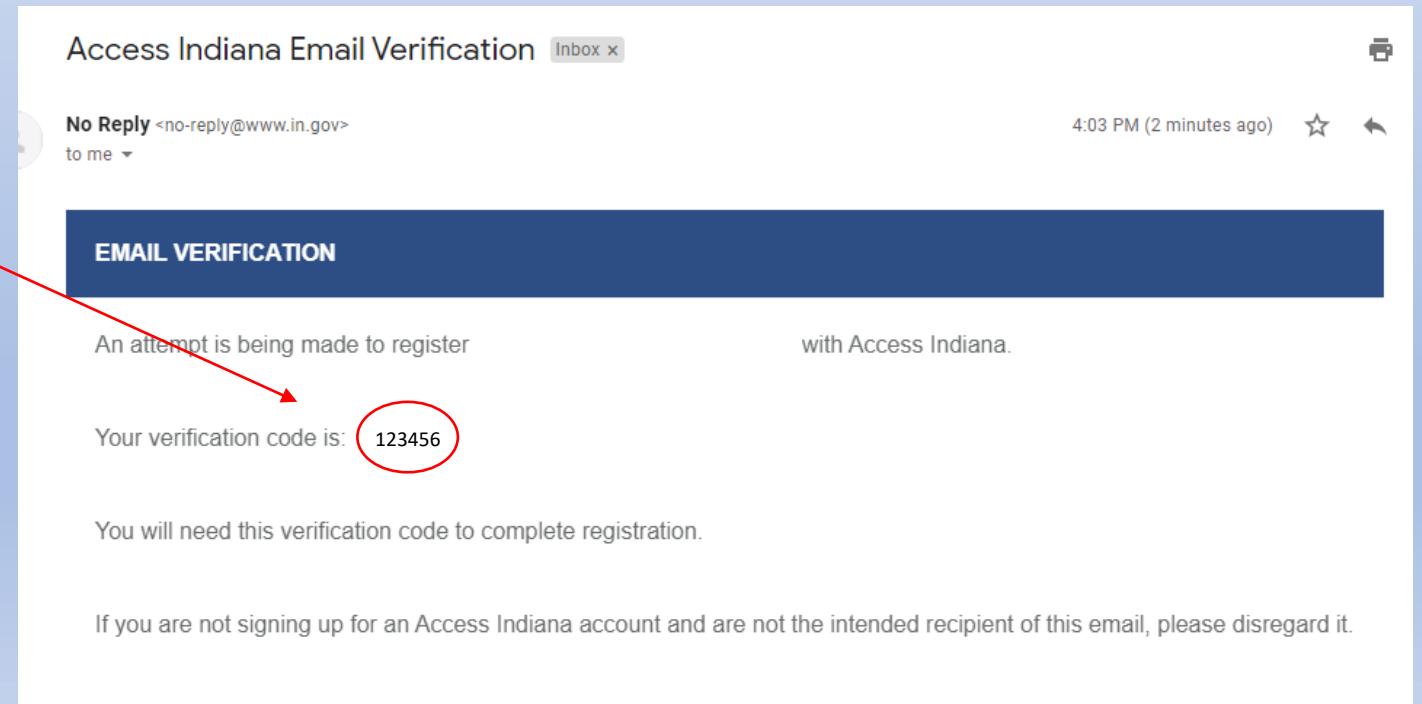 Access Indiana Email Verification Inbox x
No Reply <no-reply@www.in.gov> 4:03 PM (2 minutes ago)
to me
EMAIL VERIFICATION
An attempt is being made to register with Access Indiana.
Your verification code is: 123456
You will need this verification code to complete registration.
If you are not signing up for an Access Indiana account and are not the intended recipient of this email, please disregard it.